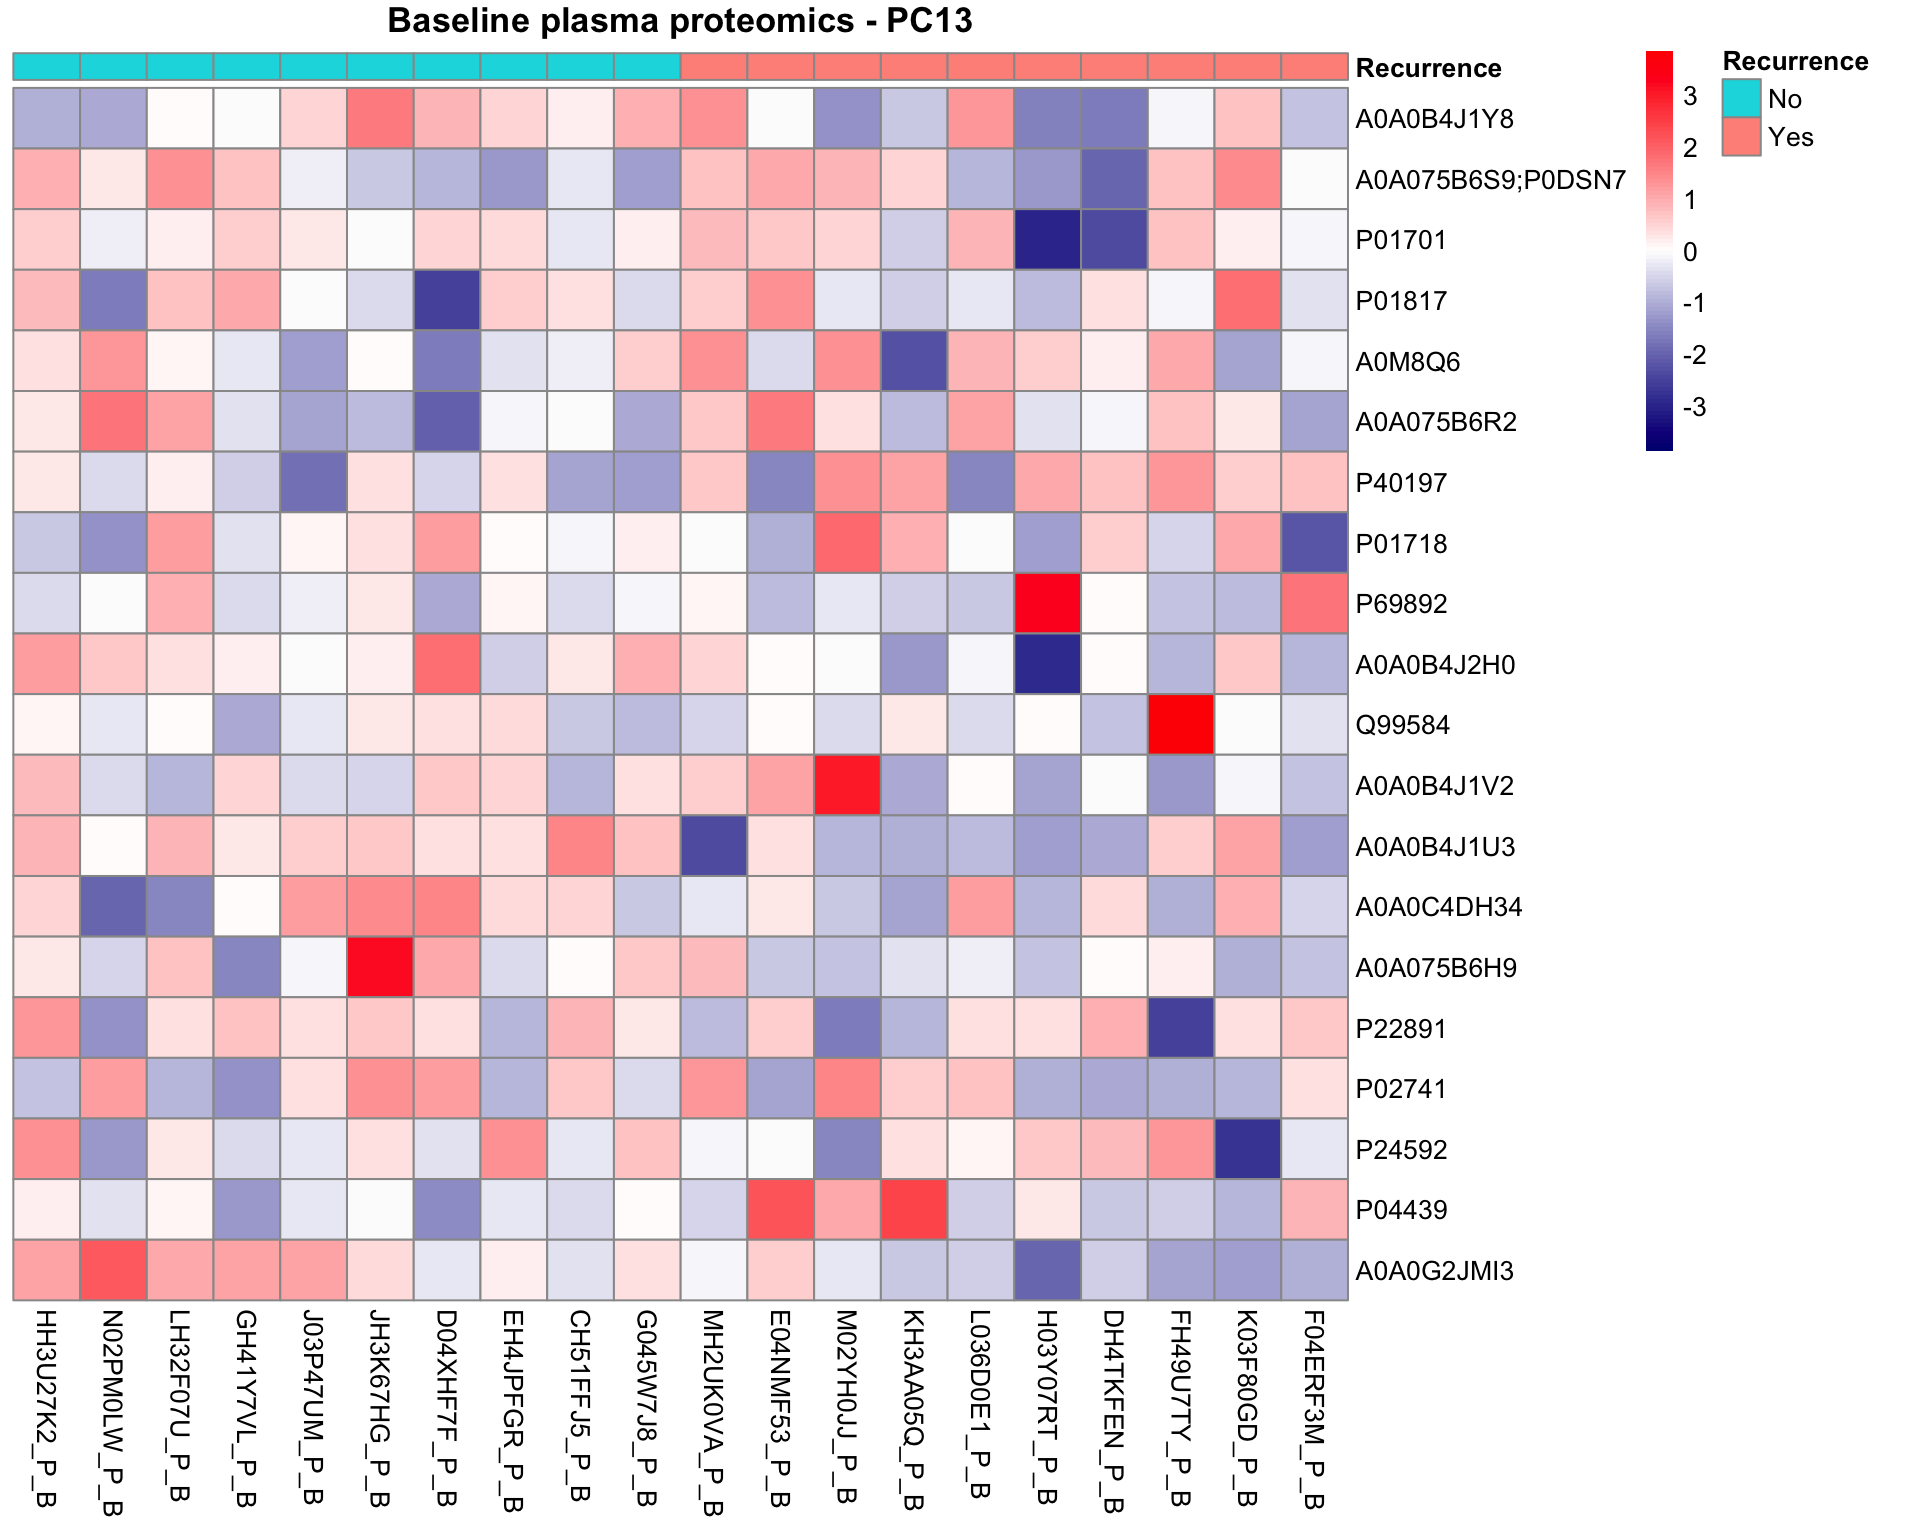 Baseline plasma proteomics - PC13
Recurrence
A0A0B4J1Y8
A0A075B6S9;P0DSN7
P01701
P01817
A0M8Q6
A0A075B6R2
P40197
P01718
P69892
A0A0B4J2H0
Q99584
A0A0B4J1V2
A0A0B4J1U3
A0A0C4DH34
A0A075B6H9
P22891
P02741
P24592
P04439
A0A0G2JMI3
HH3U27K2_P_B
N02PM0LW_P_B
LH32F07U_P_B
GH41Y7VL_P_B
J03P47UM_P_B
JH3K67HG_P_B
D04XHF7F_P_B
EH4JPFGR_P_B
CH51FFJ5_P_B
G045W7J8_P_B
MH2UK0VA_P_B
E04NMF53_P_B
M02YH0JJ_P_B
KH3AA05Q_P_B
L036D0E1_P_B
H03Y07RT_P_B
DH4TKFEN_P_B
FH49U7TY_P_B
K03F80GD_P_B
F04ERF3M_P_B
3
2
1
0
-1
-2
-3
Recurrence
No
Yes